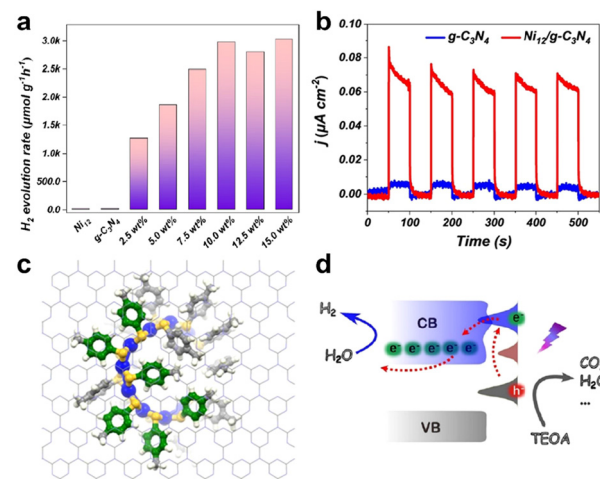 a
H₂ evolution rate (μmol g⁻¹h⁻¹)
3.0k
2.5k
2.0k
1.5k
1.0k
500.0
0.0
Ni₁₂
g-C₃N₄
2.5 wt%
5.0 wt%
7.5 wt%
10.0 wt%
12.5 wt%
15.0 wt%
b
g-C₃N₄ Ni₁₂/g-C₃N₄
j (μA cm⁻²)
0.10
0.08
0.06
0.04
0.02
0.00
0 100 200 300 400 500
Time (s)
c
d
H₂
H₂O
CB
e⁻
e⁻ e⁻ e⁻ e⁻ e⁻
h
VB
H₂O
...
TEOA